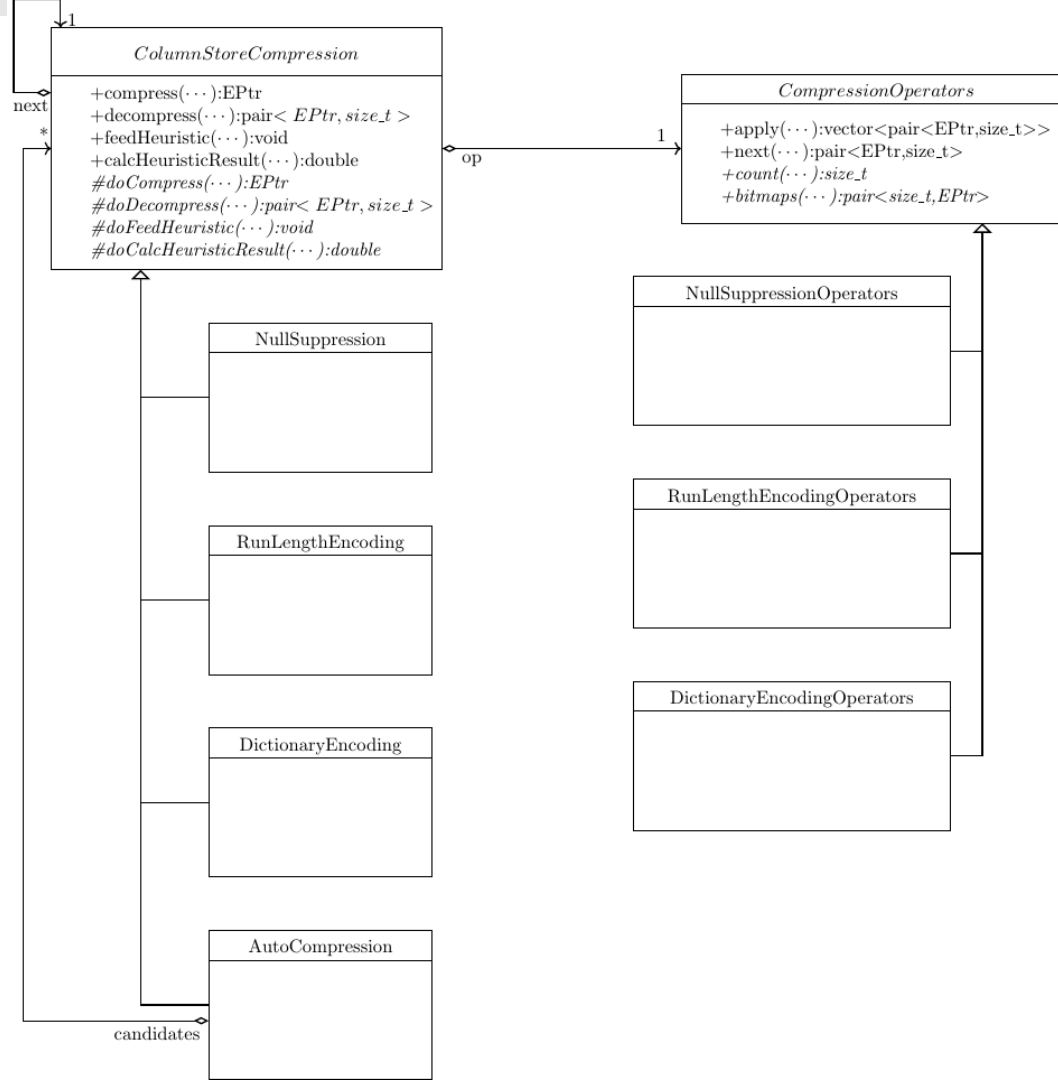 1
ColumnStoreCompression
+compress(···):EPtr
+decompress(···):pair< EPtr, size_t >
+feedHeuristic(···):void
+calcHeuristicResult(···):double
#doCompress(···):EPtr
#doDecompress(···):pair< EPtr, size_t >
#doFeedHeuristic(···):void
#doCalcHeuristicResult(···):double
next
*
op
1
CompressionOperators
+apply(···):vector<pair<EPtr,size_t>>
+next(···):pair<EPtr,size_t>
+count(···):size_t
+bitmaps(···):pair<size_t,EPtr>
NullSuppressionOperators
NullSuppression
RunLengthEncodingOperators
RunLengthEncoding
DictionaryEncodingOperators
DictionaryEncoding
AutoCompression
candidates